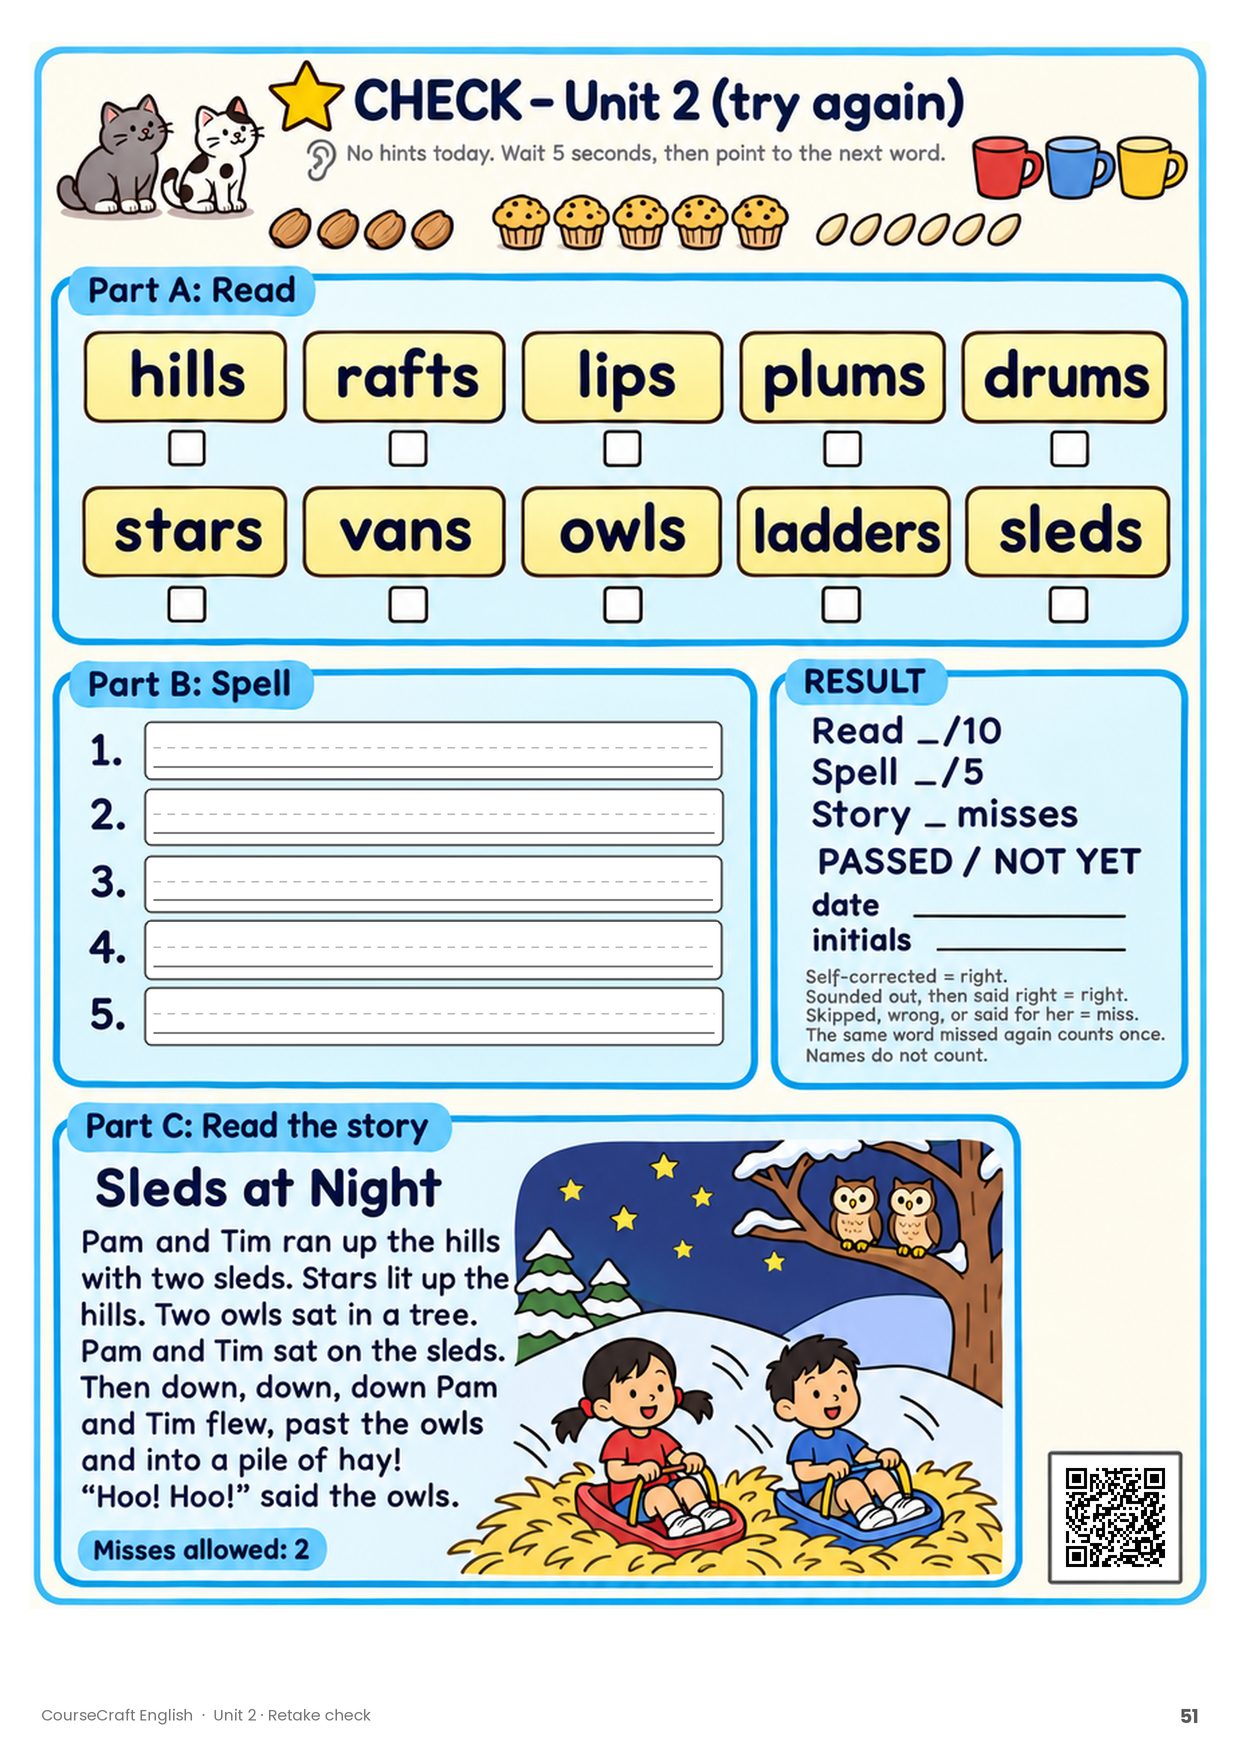 CHECK - Unit 2 (try again)
No hints today. Wait 5 seconds, then point to the next word.
Part A: Read
hills rafts lips plums drums
stars vans owls ladders sleds
Part B: Spell
1.
2.
3.
4.
5.
RESULT
Read _/10
Spell _/5
Story _ misses
PASSED / NOT YET
date
initials
Self-corrected = right.
Sounded out, then said right = right.
Skipped, wrong, or said for her = miss.
The same word missed again counts once.
Names do not count.
Part C: Read the story
Sleds at Night
Pam and Tim ran up the hills
with two sleds. Stars lit up the
hills. Two owls sat in a tree.
Pam and Tim sat on the sleds.
Then down, down, down Pam
and Tim flew, past the owls
and into a pile of hay!
“Hoo! Hoo!” said the owls.
Misses allowed: 2
CourseCraft English · Unit 2 · Retake check
51